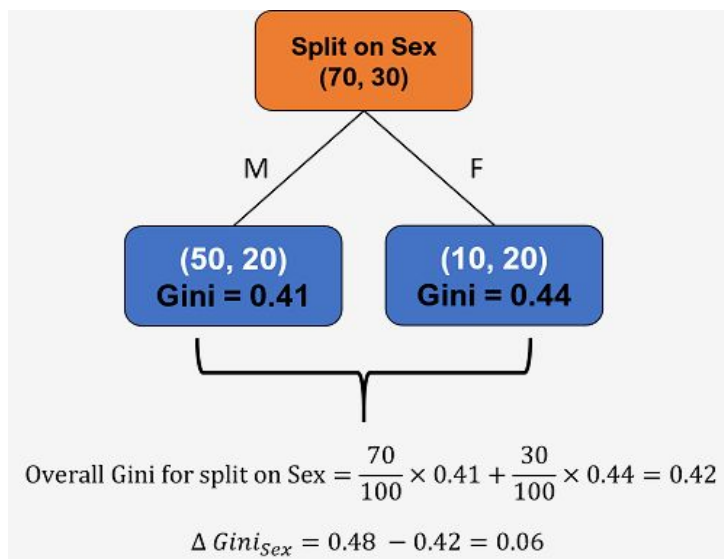 Split on Sex
(70, 30)
M
F
(50, 20)
Gini = 0.41
(10, 20)
Gini = 0.44
Overall Gini for split on Sex = 70/100 × 0.41 + 30/100 × 0.44 = 0.42
Δ Gini_Sex = 0.48 − 0.42 = 0.06